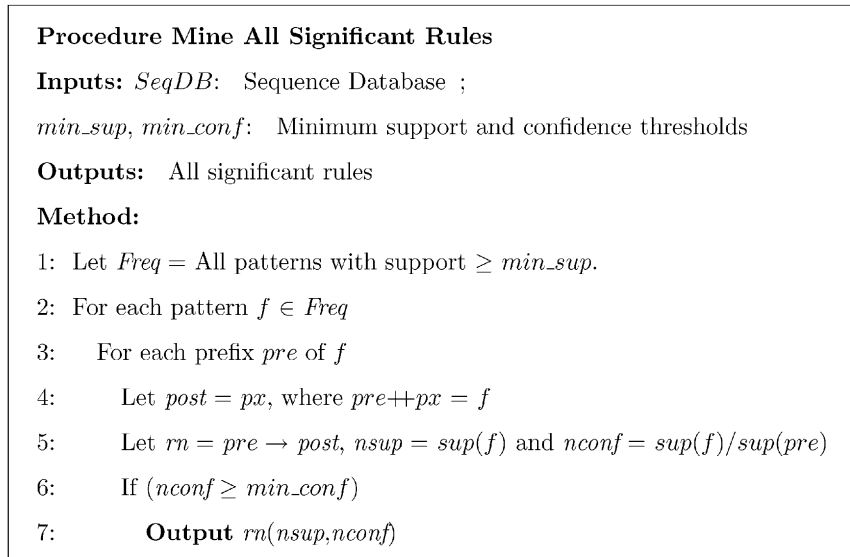 Procedure Mine All Significant Rules
Inputs: SeqDB: Sequence Database ;
min_sup, min_conf: Minimum support and confidence thresholds
Outputs: All significant rules
Method:
1: Let Freq = All patterns with support ≥ min_sup.
2: For each pattern f ∈ Freq
3: For each prefix pre of f
4: Let post = px, where pre++px = f
5: Let rn = pre → post, nsup = sup(f) and nconf = sup(f)/sup(pre)
6: If (nconf ≥ min_conf)
7: Output rn(nsup,nconf)